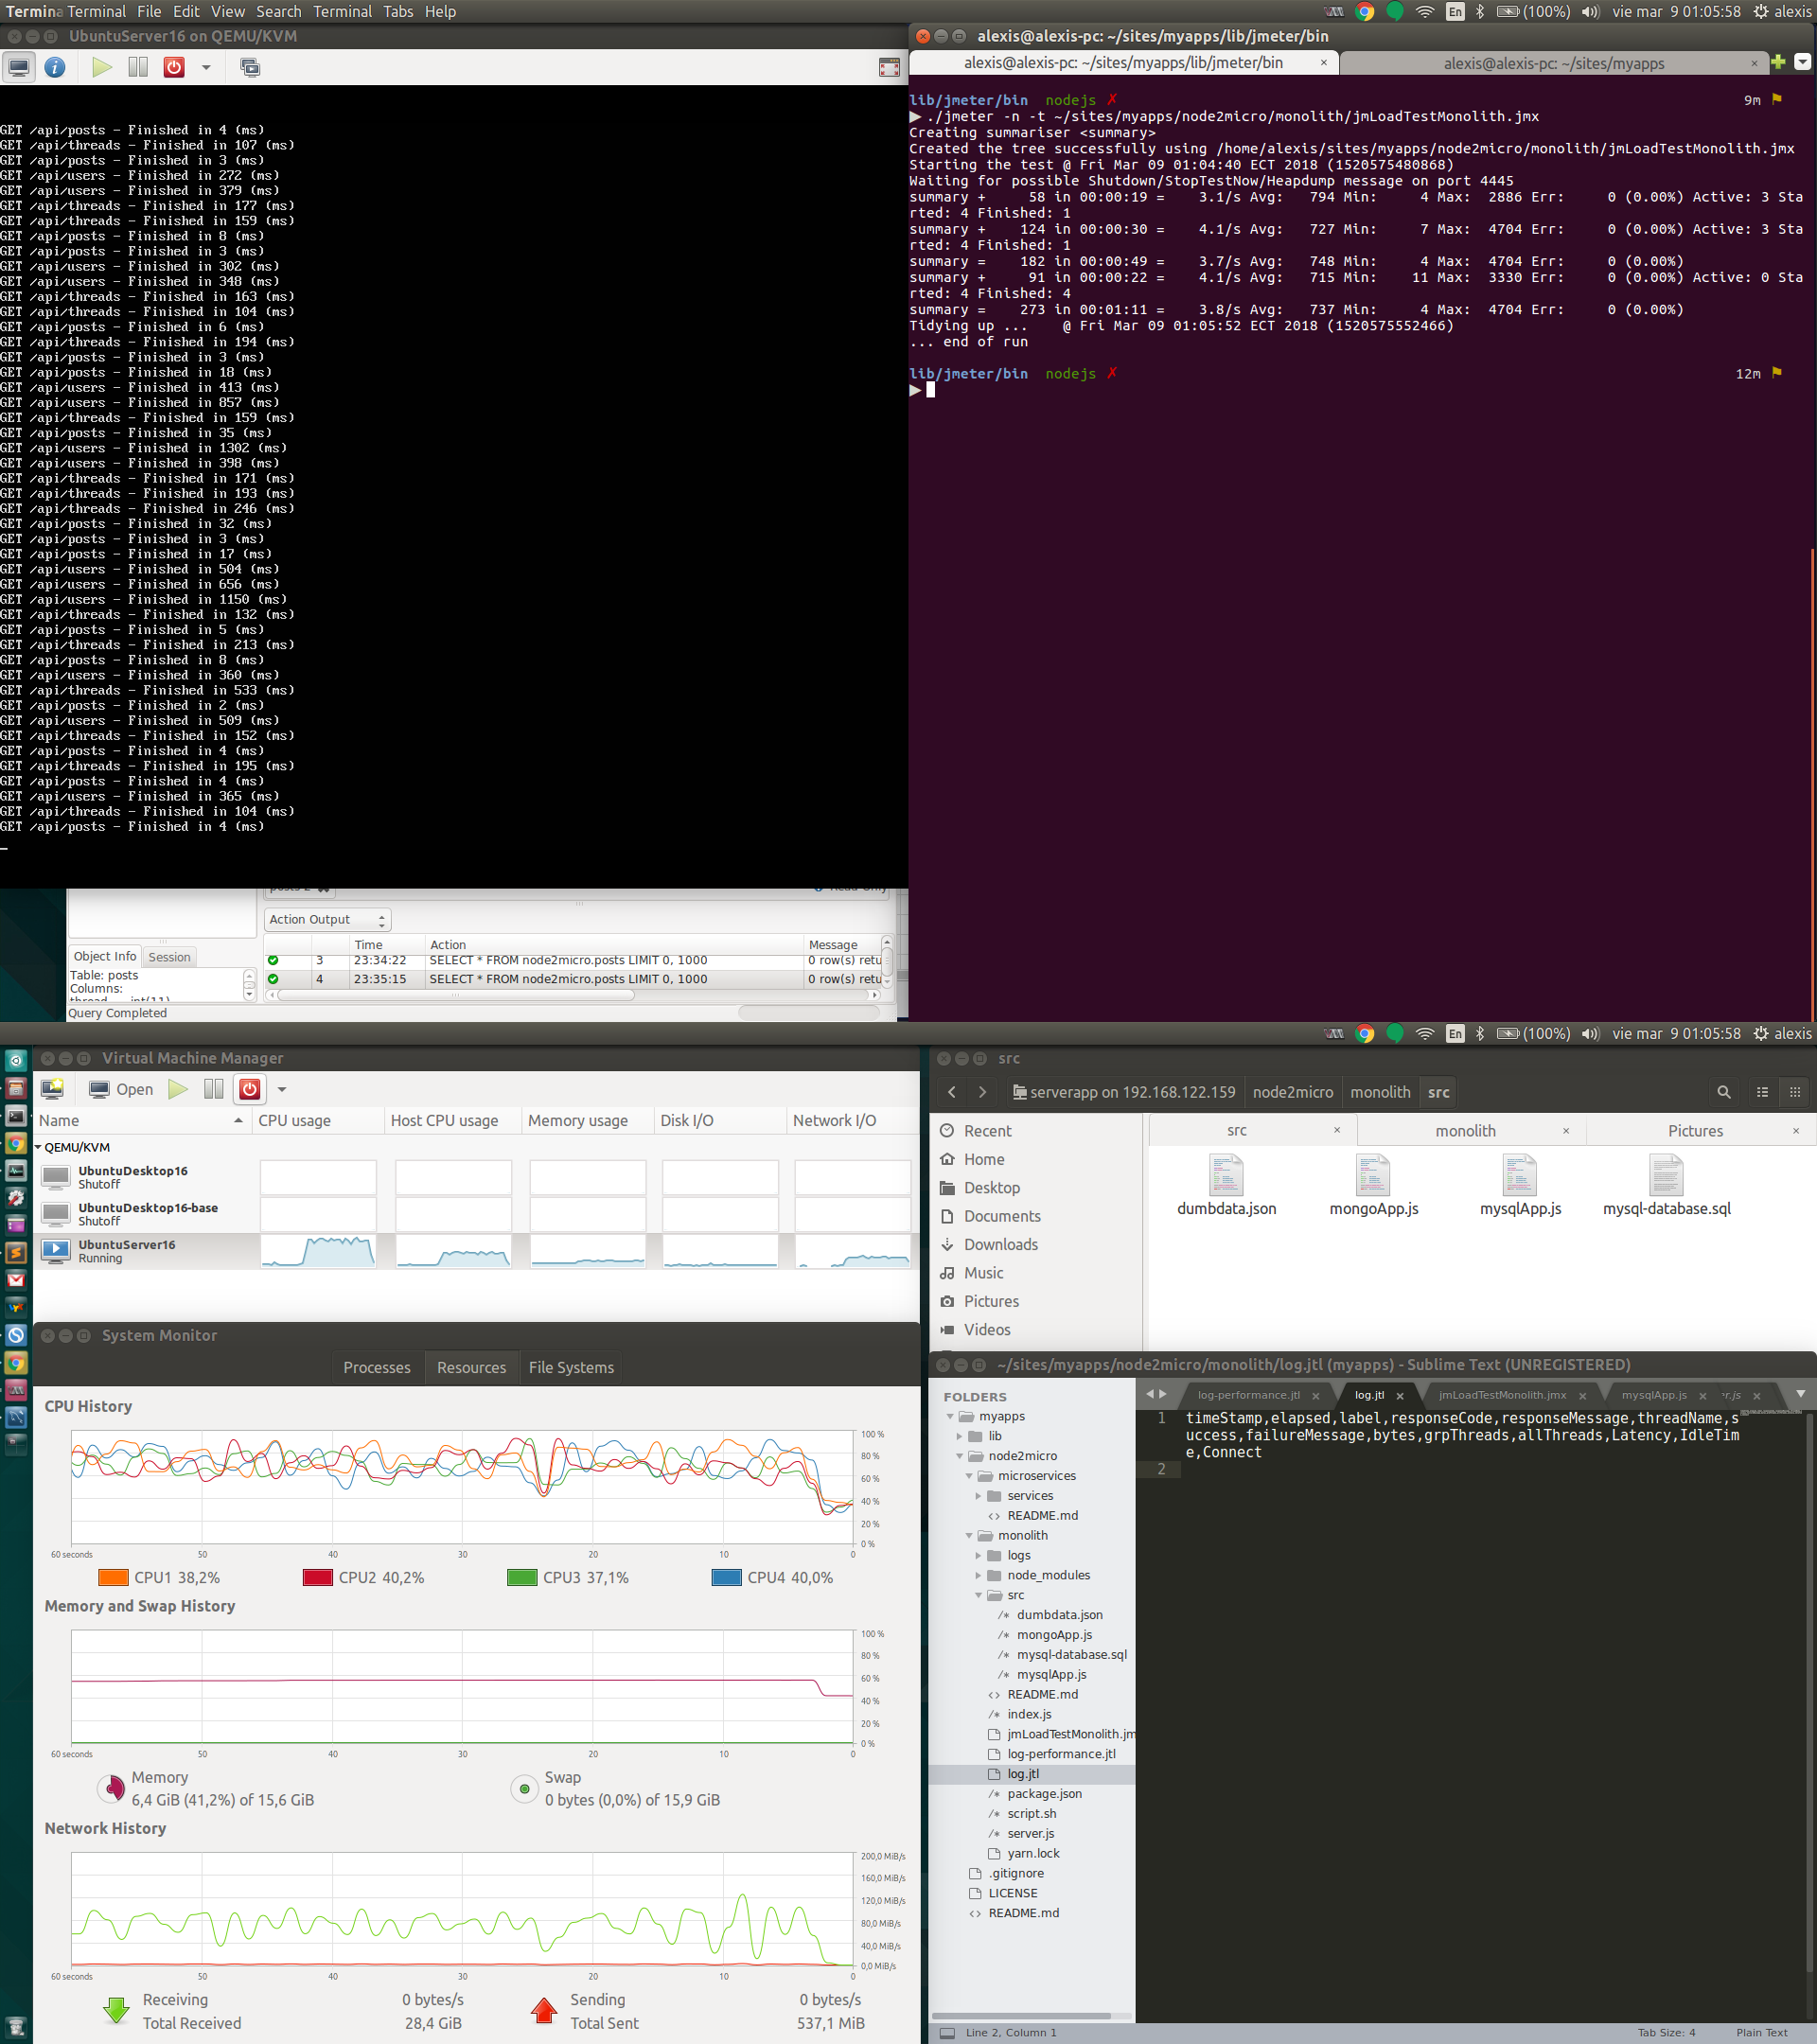 Termina Terminal File Edit View Search Terminal Tabs Help
En (100%) vie mar 9 01:05:58 alexis
UbuntuServer16 on QEMU/KVM
GET /api/posts - Finished in 4 (ms)
GET /api/threads - Finished in 107 (ms)
GET /api/posts - Finished in 3 (ms)
GET /api/users - Finished in 272 (ms)
GET /api/users - Finished in 379 (ms)
GET /api/threads - Finished in 177 (ms)
GET /api/threads - Finished in 159 (ms)
GET /api/posts - Finished in 8 (ms)
GET /api/posts - Finished in 3 (ms)
GET /api/users - Finished in 302 (ms)
GET /api/users - Finished in 348 (ms)
GET /api/threads - Finished in 163 (ms)
GET /api/threads - Finished in 104 (ms)
GET /api/posts - Finished in 6 (ms)
GET /api/threads - Finished in 194 (ms)
GET /api/posts - Finished in 3 (ms)
GET /api/posts - Finished in 18 (ms)
GET /api/users - Finished in 413 (ms)
GET /api/users - Finished in 857 (ms)
GET /api/threads - Finished in 159 (ms)
GET /api/posts - Finished in 35 (ms)
GET /api/users - Finished in 1302 (ms)
GET /api/users - Finished in 398 (ms)
GET /api/threads - Finished in 171 (ms)
GET /api/threads - Finished in 193 (ms)
GET /api/threads - Finished in 246 (ms)
GET /api/posts - Finished in 32 (ms)
GET /api/posts - Finished in 3 (ms)
GET /api/posts - Finished in 17 (ms)
GET /api/users - Finished in 504 (ms)
GET /api/users - Finished in 656 (ms)
GET /api/users - Finished in 1150 (ms)
GET /api/threads - Finished in 132 (ms)
GET /api/posts - Finished in 5 (ms)
GET /api/threads - Finished in 213 (ms)
GET /api/posts - Finished in 8 (ms)
GET /api/users - Finished in 360 (ms)
GET /api/threads - Finished in 533 (ms)
GET /api/posts - Finished in 2 (ms)
GET /api/users - Finished in 509 (ms)
GET /api/threads - Finished in 152 (ms)
GET /api/posts - Finished in 4 (ms)
GET /api/threads - Finished in 195 (ms)
GET /api/posts - Finished in 4 (ms)
GET /api/users - Finished in 365 (ms)
GET /api/threads - Finished in 104 (ms)
GET /api/posts - Finished in 4 (ms)
alexis@alexis-pc: ~/sites/myapps/lib/jmeter/bin
alexis@alexis-pc: ~/sites/myapps/lib/jmeter/bin × alexis@alexis-pc: ~/sites/myapps ×
lib/jmeter/bin nodejs ✗ 9m
▶ ./jmeter -n -t ~/sites/myapps/node2micro/monolith/jmLoadTestMonolith.jmx
Creating summariser <summary>
Created the tree successfully using /home/alexis/sites/myapps/node2micro/monolith/jmLoadTestMonolith.jmx
Starting the test @ Fri Mar 09 01:04:40 ECT 2018 (1520575480868)
Waiting for possible Shutdown/StopTestNow/Heapdump message on port 4445
summary + 58 in 00:00:19 = 3.1/s Avg: 794 Min: 4 Max: 2886 Err: 0 (0.00%) Active: 3 Sta
rted: 4 Finished: 1
summary + 124 in 00:00:30 = 4.1/s Avg: 727 Min: 7 Max: 4704 Err: 0 (0.00%) Active: 3 Sta
rted: 4 Finished: 1
summary = 182 in 00:00:49 = 3.7/s Avg: 748 Min: 4 Max: 4704 Err: 0 (0.00%)
summary + 91 in 00:00:22 = 4.1/s Avg: 715 Min: 11 Max: 3330 Err: 0 (0.00%) Active: 0 Sta
rted: 4 Finished: 4
summary = 273 in 00:01:11 = 3.8/s Avg: 737 Min: 4 Max: 4704 Err: 0 (0.00%)
Tidying up ... @ Fri Mar 09 01:05:52 ECT 2018 (1520575552466)
... end of run
lib/jmeter/bin nodejs ✗ 12m
▶
Action Output
Time Action Message
3 23:34:22 SELECT * FROM node2micro.posts LIMIT 0, 1000 0 row(s) retu
4 23:35:15 SELECT * FROM node2micro.posts LIMIT 0, 1000 0 row(s) retu
Object Info Session
Table: posts
Columns:
Query Completed
En (100%) vie mar 9 01:05:58 alexis
Virtual Machine Manager
Open
Name CPU usage Host CPU usage Memory usage Disk I/O Network I/O
QEMU/KVM
UbuntuDesktop16
Shutoff
UbuntuDesktop16-base
Shutoff
UbuntuServer16
Running
System Monitor
Processes Resources File Systems
CPU History
100 %
80 %
60 %
40 %
20 %
0 %
60 seconds 50 40 30 20 10 0
CPU1 38,2% CPU2 40,2% CPU3 37,1% CPU4 40,0%
Memory and Swap History
100 %
80 %
60 %
40 %
20 %
0 %
60 seconds 50 40 30 20 10 0
Memory
6,4 GiB (41,2%) of 15,6 GiB
Swap
0 bytes (0,0%) of 15,9 GiB
Network History
200,0 MiB/s
160,0 MiB/s
120,0 MiB/s
80,0 MiB/s
40,0 MiB/s
0,0 MiB/s
60 seconds 50 40 30 20 10 0
Receiving 0 bytes/s
Total Received 28,4 GiB
Sending 0 bytes/s
Total Sent 537,1 MiB
src
serverapp on 192.168.122.159 node2micro monolith src
Recent
Home
Desktop
Documents
Downloads
Music
Pictures
Videos
src × monolith × Pictures ×
dumbdata.json mongoApp.js mysqlApp.js mysql-database.sql
~/sites/myapps/node2micro/monolith/log.jtl (myapps) - Sublime Text (UNREGISTERED)
log-performance.jtl × log.jtl × jmLoadTestMonolith.jmx × mysqlApp.js ×
FOLDERS
myapps
lib
node2micro
microservices
services
README.md
monolith
logs
node_modules
src
dumbdata.json
mongoApp.js
mysql-database.sql
mysqlApp.js
README.md
index.js
jmLoadTestMonolith.jm
log-performance.jtl
log.jtl
package.json
script.sh
server.js
yarn.lock
.gitignore
LICENSE
README.md
1 timeStamp,elapsed,label,responseCode,responseMessage,threadName,s
uccess,failureMessage,bytes,grpThreads,allThreads,Latency,IdleTim
e,Connect
2
Line 2, Column 1 Tab Size: 4 Plain Text